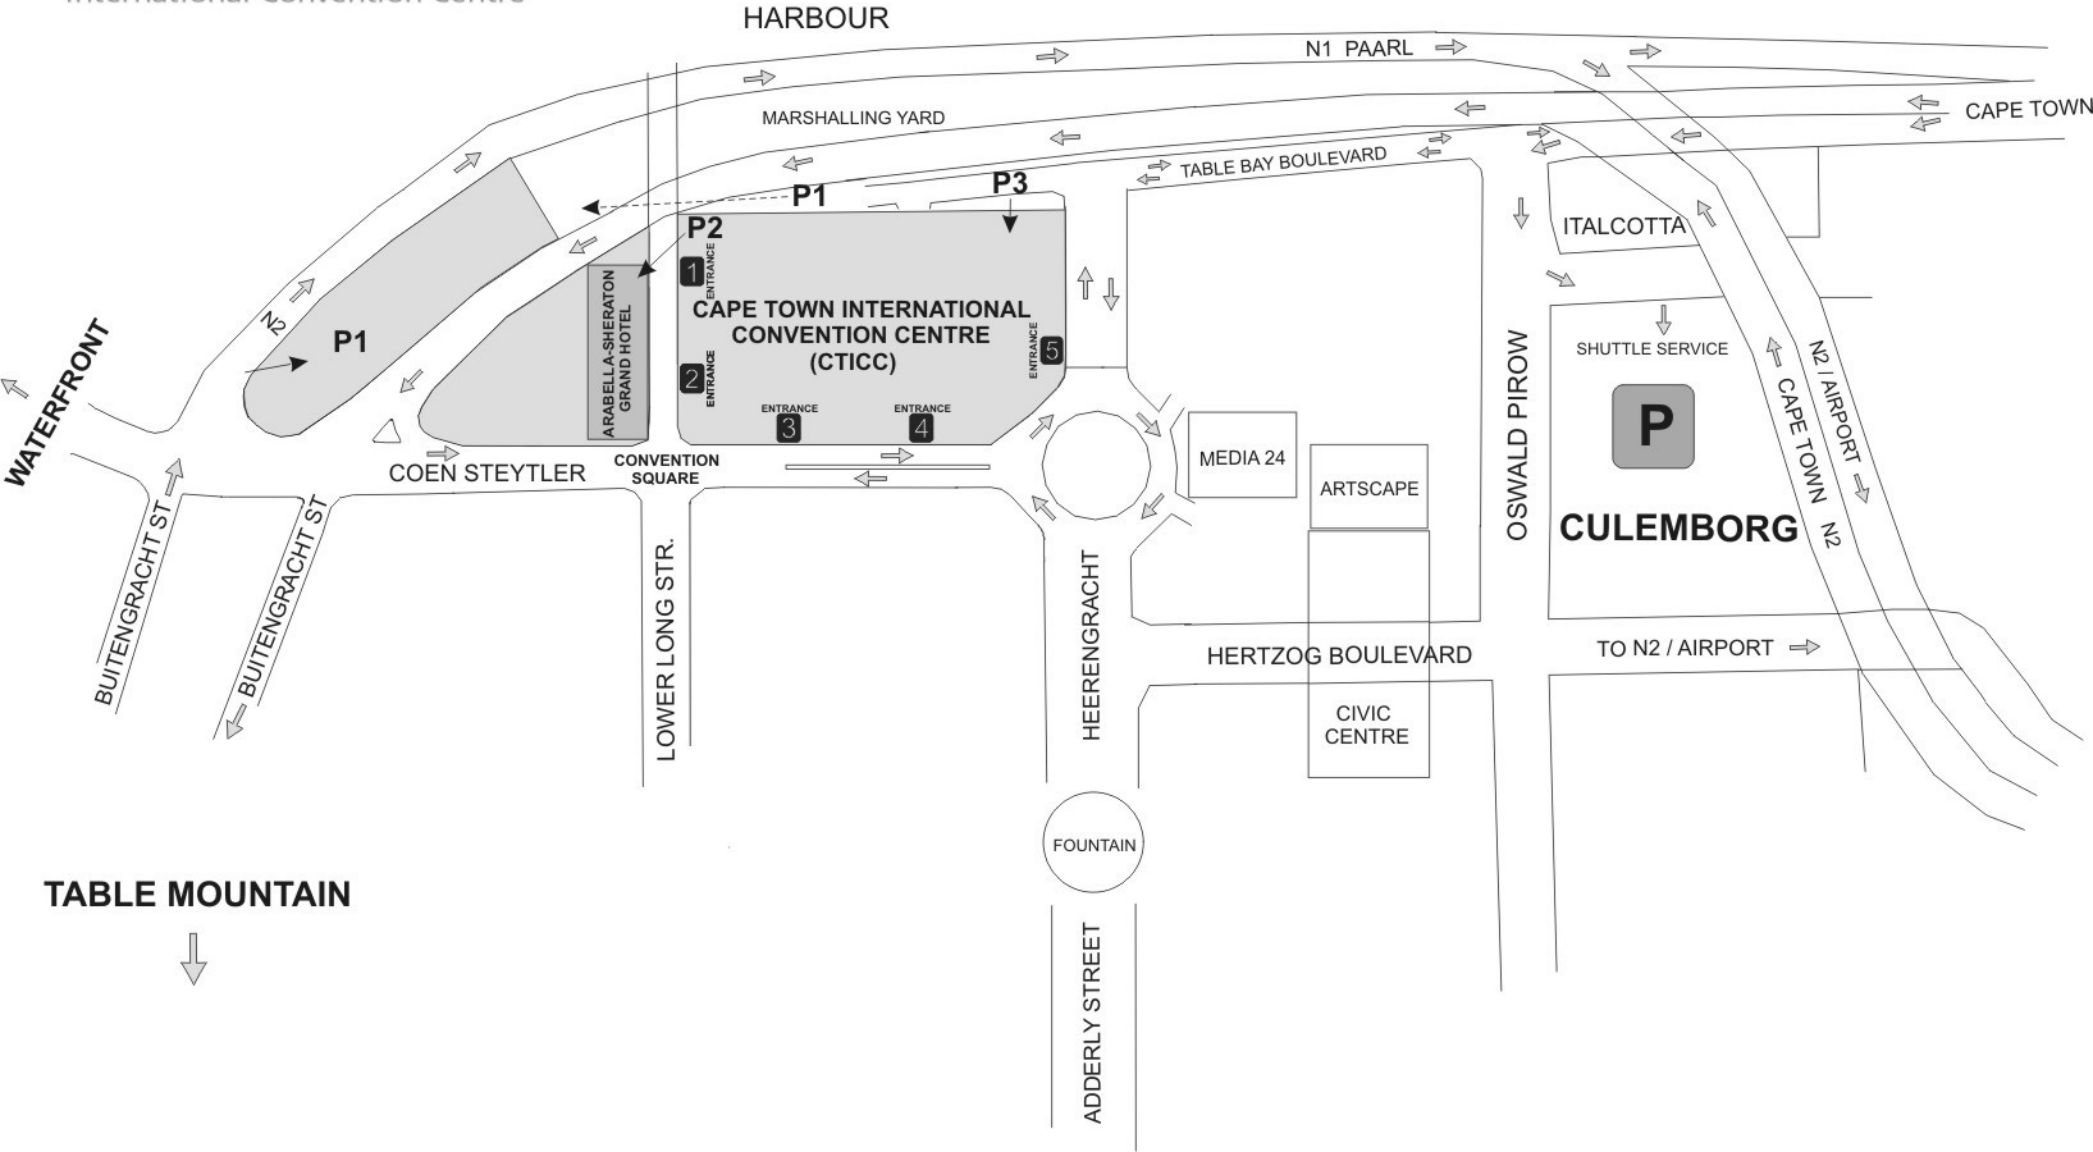 International Convention Centre
HARBOUR
N1 PAARL
MARSHALLING YARD
CAPE TOWN
TABLE BAY BOULEVARD
P1
P3
P2
ITALCOTTA
1
ENTRANCE
ARABELLA-SHERATON
GRAND HOTEL
CAPE TOWN INTERNATIONAL
CONVENTION CENTRE
(CTICC)
N2
P1
WATERFRONT
2
ENTRANCE
ENTRANCE
5
ENTRANCE
3
ENTRANCE
4
SHUTTLE SERVICE
P
CULEMBORG
OSWALD PIROW
N2 / AIRPORT
CAPE TOWN N2
MEDIA 24
ARTSCAPE
COEN STEYTLER
CONVENTION
SQUARE
BUITENGRACHT ST
BUITENGRACHT ST
LOWER LONG STR.
HEERENGRACHT
HERTZOG BOULEVARD
TO N2 / AIRPORT
CIVIC
CENTRE
FOUNTAIN
TABLE MOUNTAIN
ADDERLY STREET